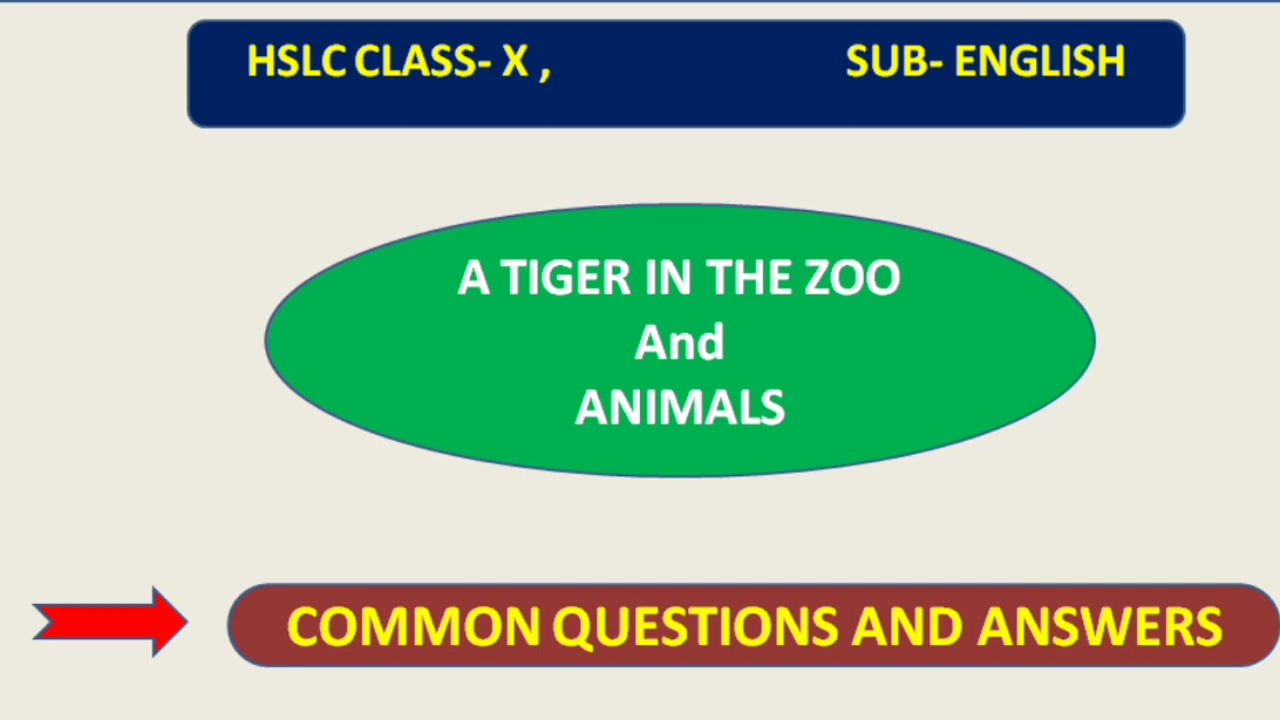 HSLC CLASS- X , SUB- ENGLISH
A TIGER IN THE ZOO
And
ANIMALS
COMMON QUESTIONS AND ANSWERS